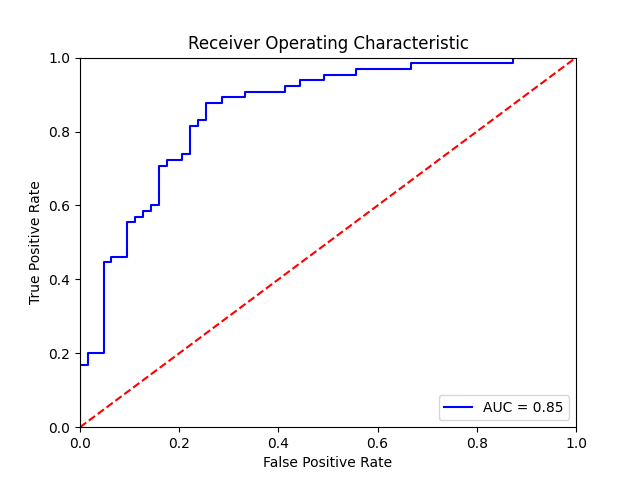 Receiver Operating Characteristic
1.0
0.8
0.6
0.4
0.2
0.0
True Positive Rate
AUC = 0.85
0.0 0.2 0.4 0.6 0.8 1.0
False Positive Rate